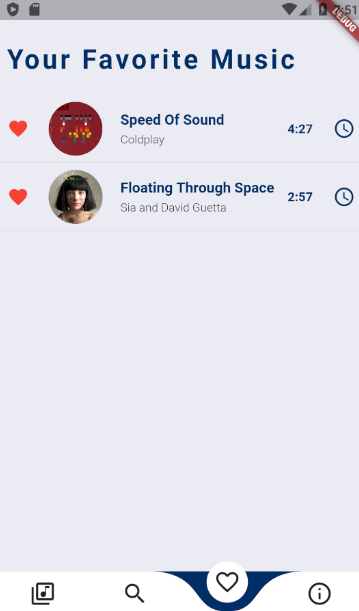 7:51
DEBUG
Your Favorite Music
Speed Of Sound
Coldplay
4:27
Floating Through Space
Sia and David Guetta
2:57